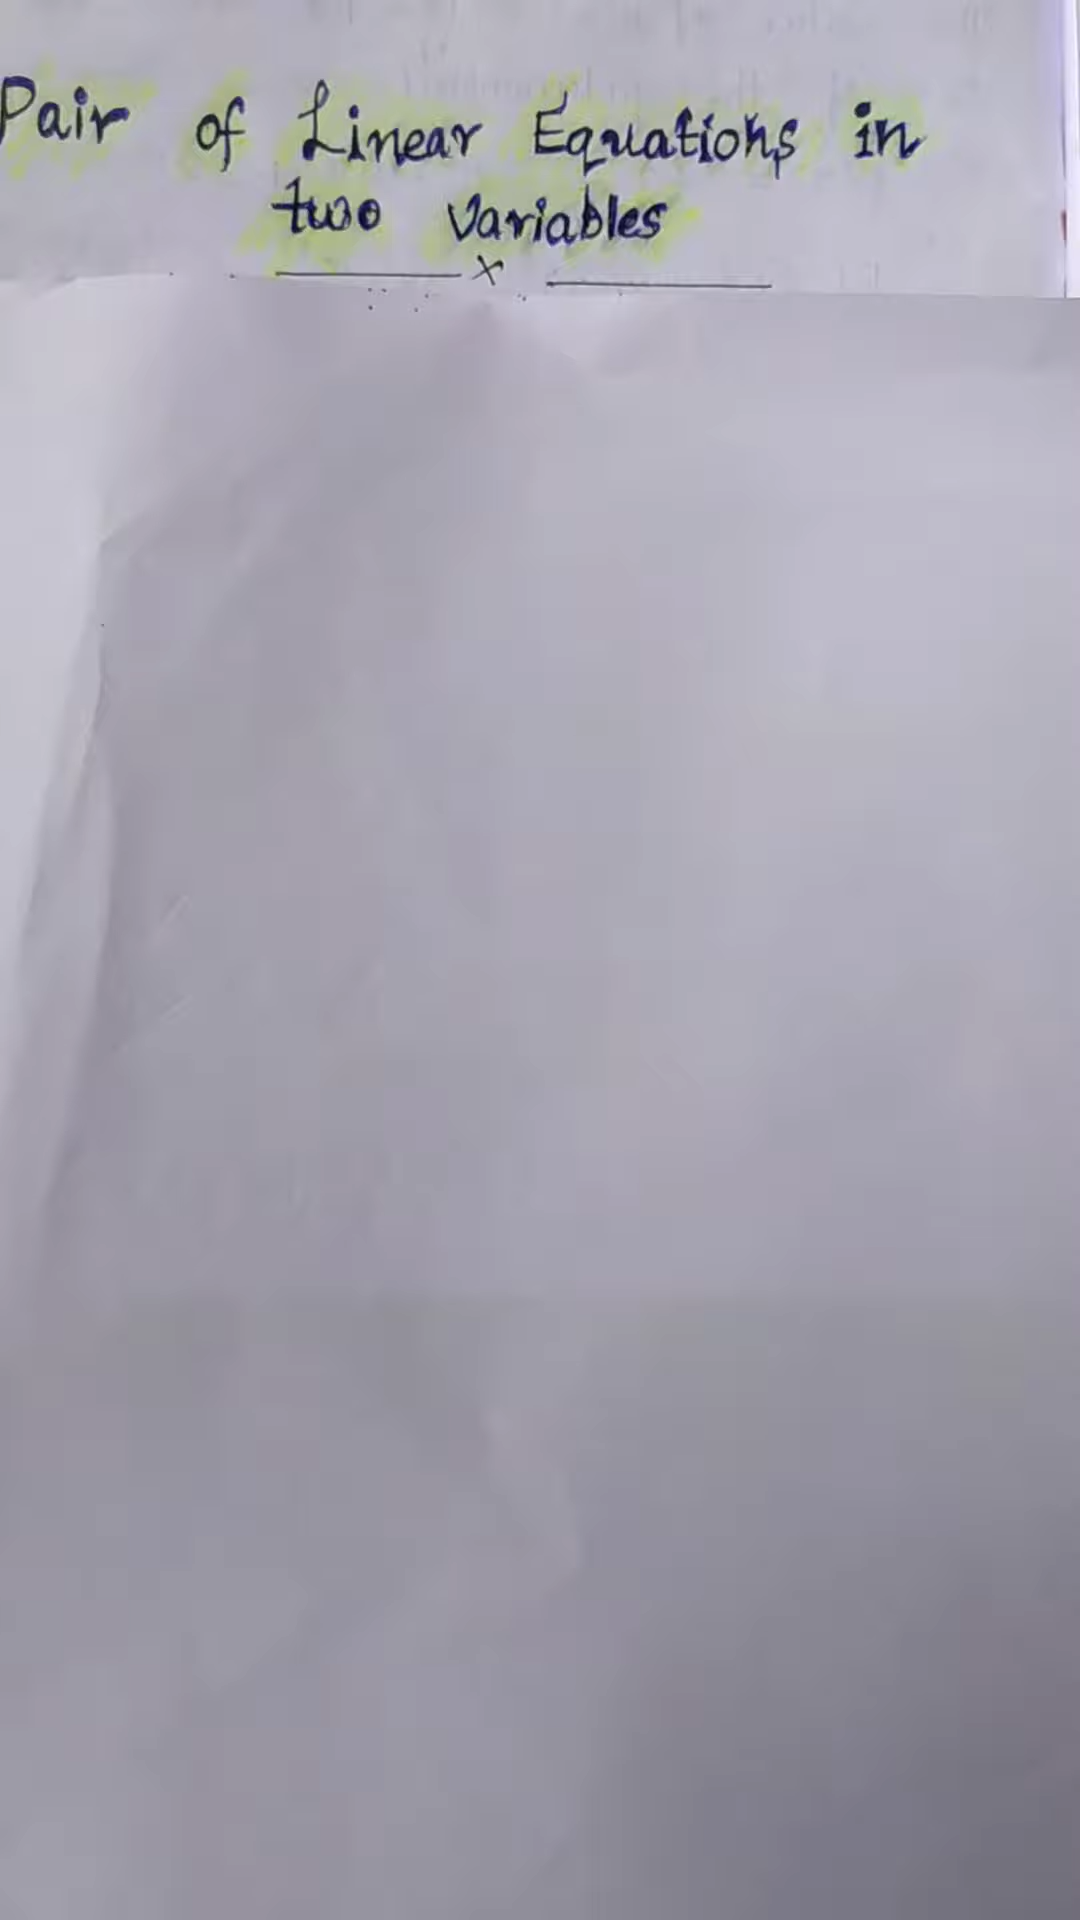 Pair of Linear Equations in
two Variables
x